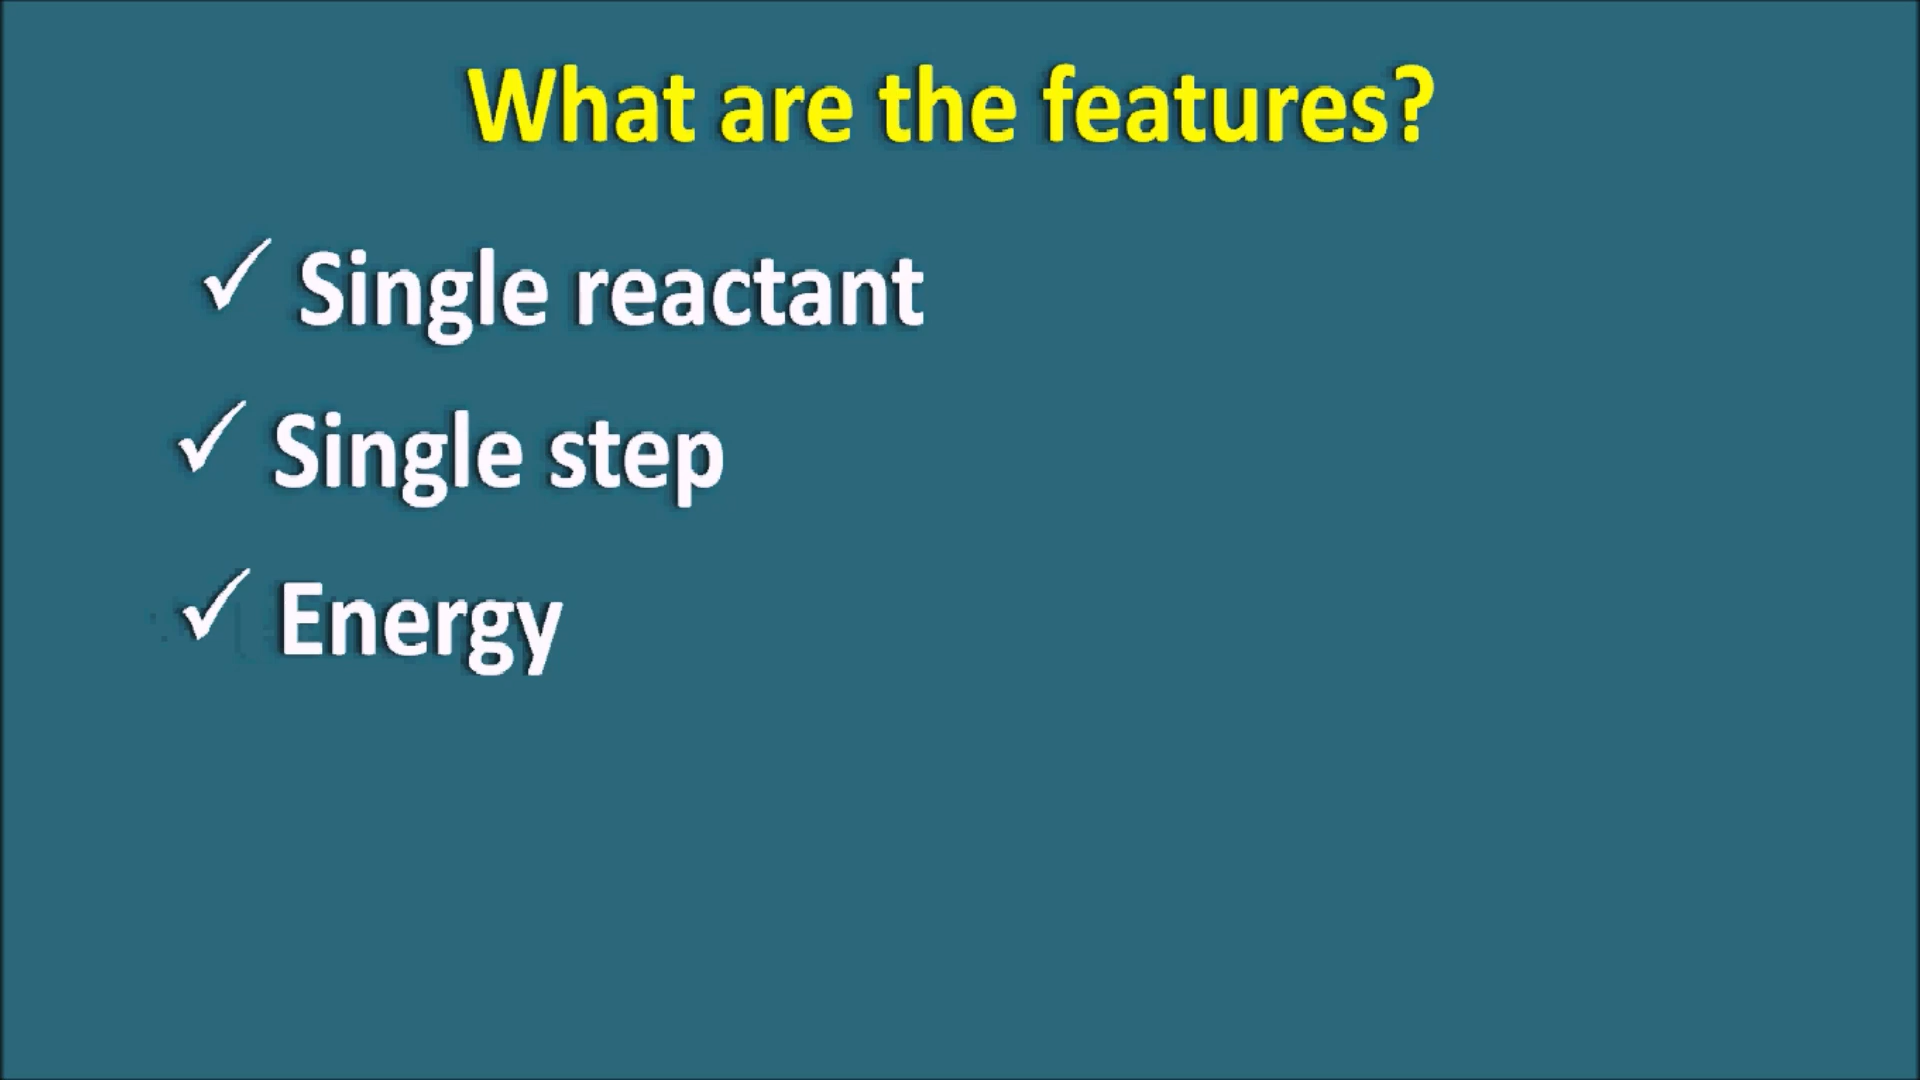 What are the features?
✓ Single reactant
✓ Single step
✓ Energy